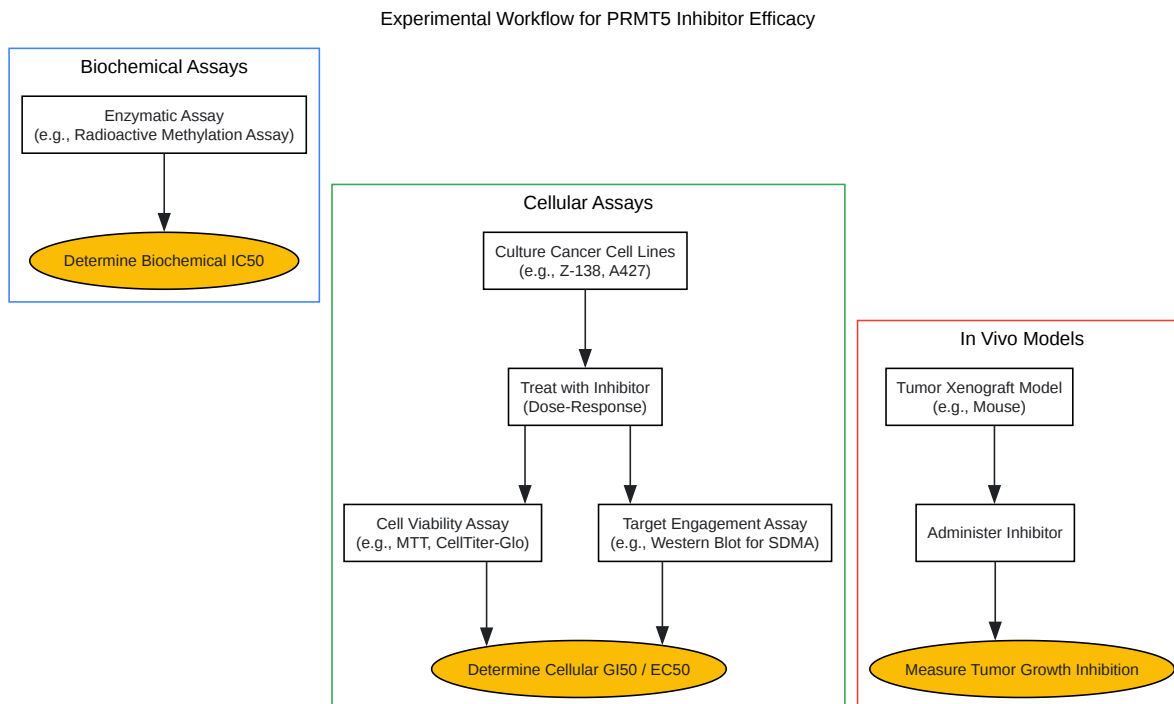 Experimental Workflow for PRMT5 Inhibitor Efficacy
Biochemical Assays
Enzymatic Assay
(e.g., Radioactive Methylation Assay)
Determine Biochemical IC50
Cellular Assays
Culture Cancer Cell Lines
(e.g., Z-138, A427)
Treat with Inhibitor
(Dose-Response)
Cell Viability Assay
(e.g., MTT, CellTiter-Glo)
Target Engagement Assay
(e.g., Western Blot for SDMA)
Determine Cellular GI50 / EC50
In Vivo Models
Tumor Xenograft Model
(e.g., Mouse)
Administer Inhibitor
Measure Tumor Growth Inhibition